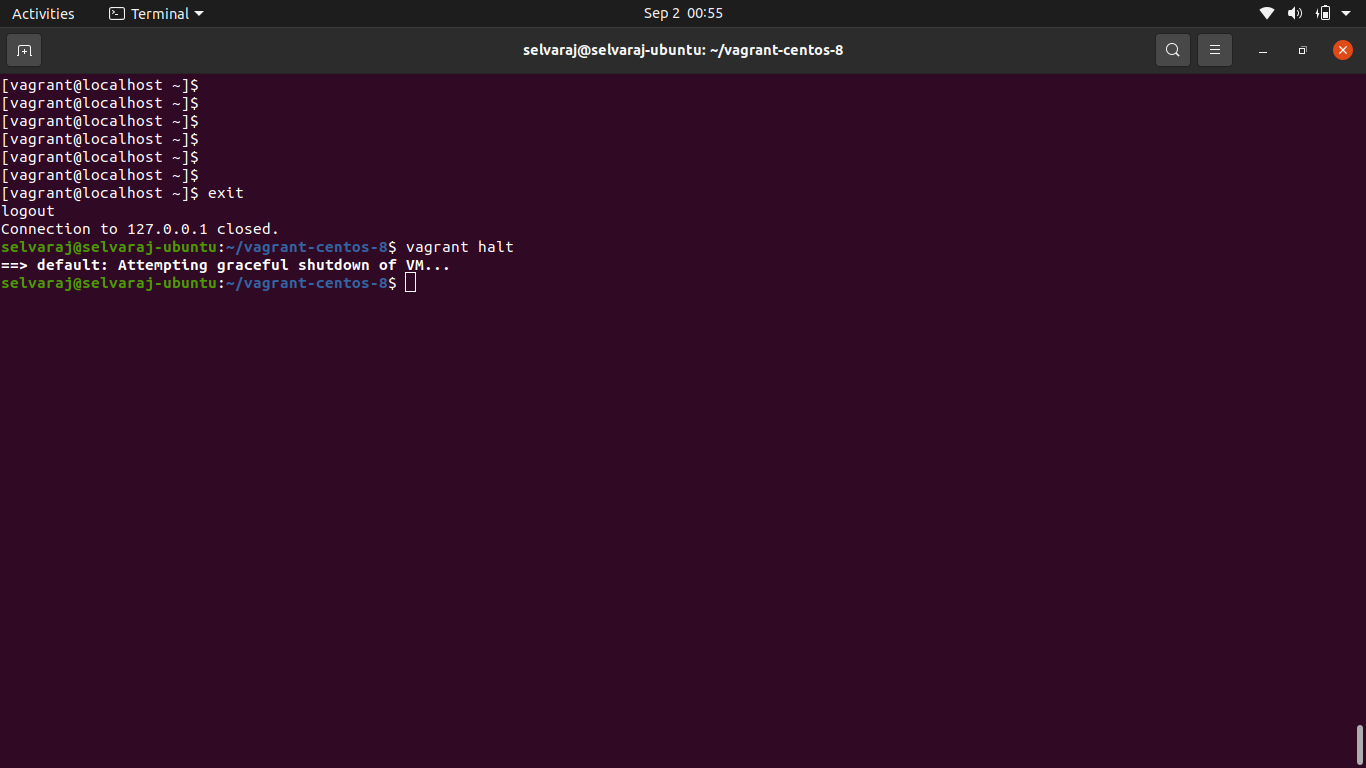 Activities Terminal Sep 2 00:55
selvaraj@selvaraj-ubuntu: ~/vagrant-centos-8
[vagrant@localhost ~]$
[vagrant@localhost ~]$
[vagrant@localhost ~]$
[vagrant@localhost ~]$
[vagrant@localhost ~]$
[vagrant@localhost ~]$
[vagrant@localhost ~]$ exit
logout
Connection to 127.0.0.1 closed.
selvaraj@selvaraj-ubuntu:~/vagrant-centos-8$ vagrant halt
==> default: Attempting graceful shutdown of VM...
selvaraj@selvaraj-ubuntu:~/vagrant-centos-8$